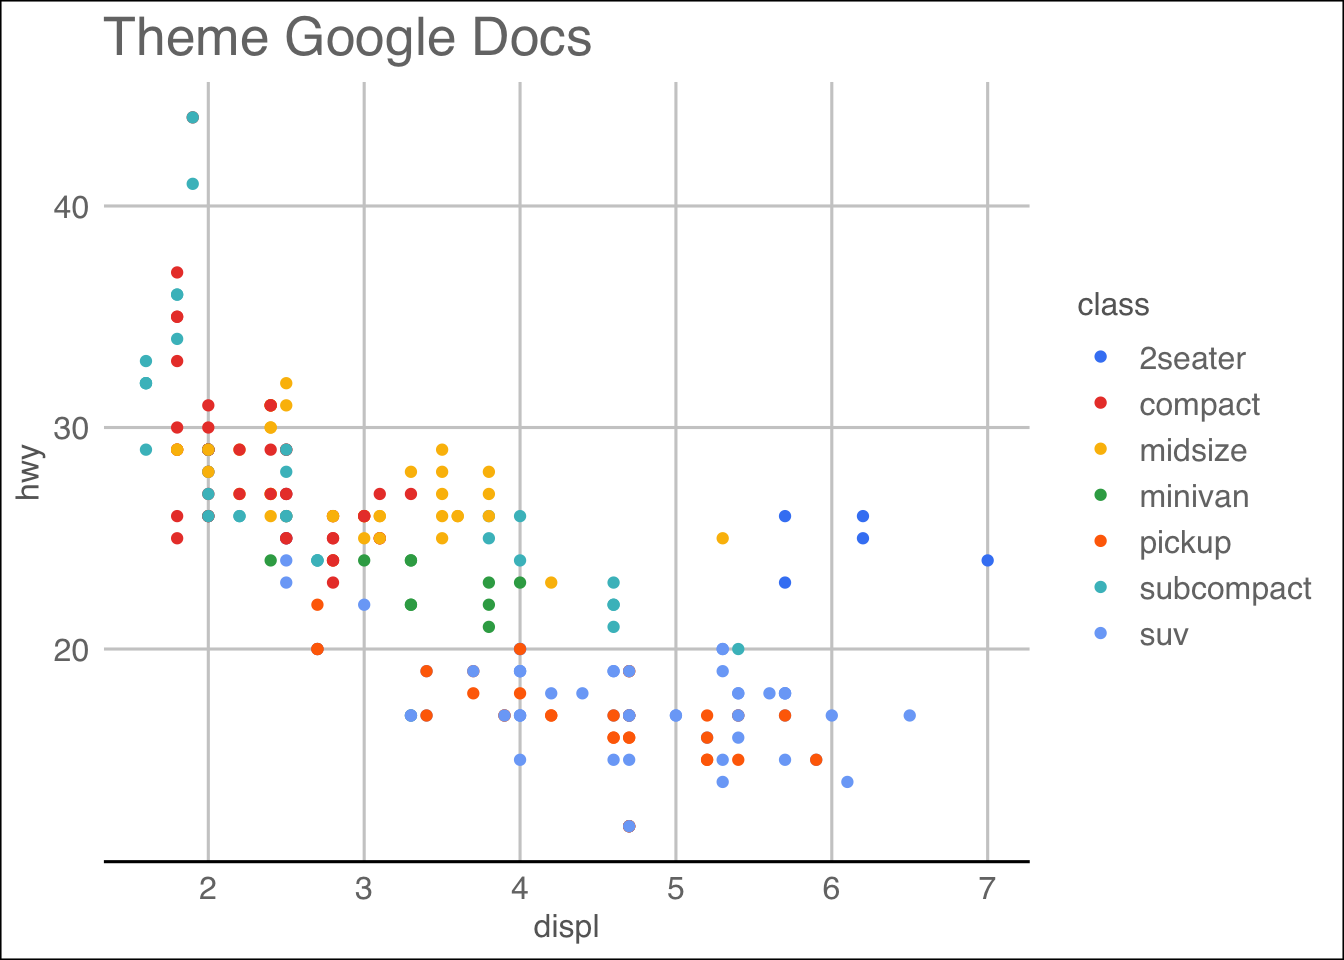 Theme Google Docs
hwy
40
30
20
2 3 4 5 6 7
displ
class
2seater
compact
midsize
minivan
pickup
subcompact
suv